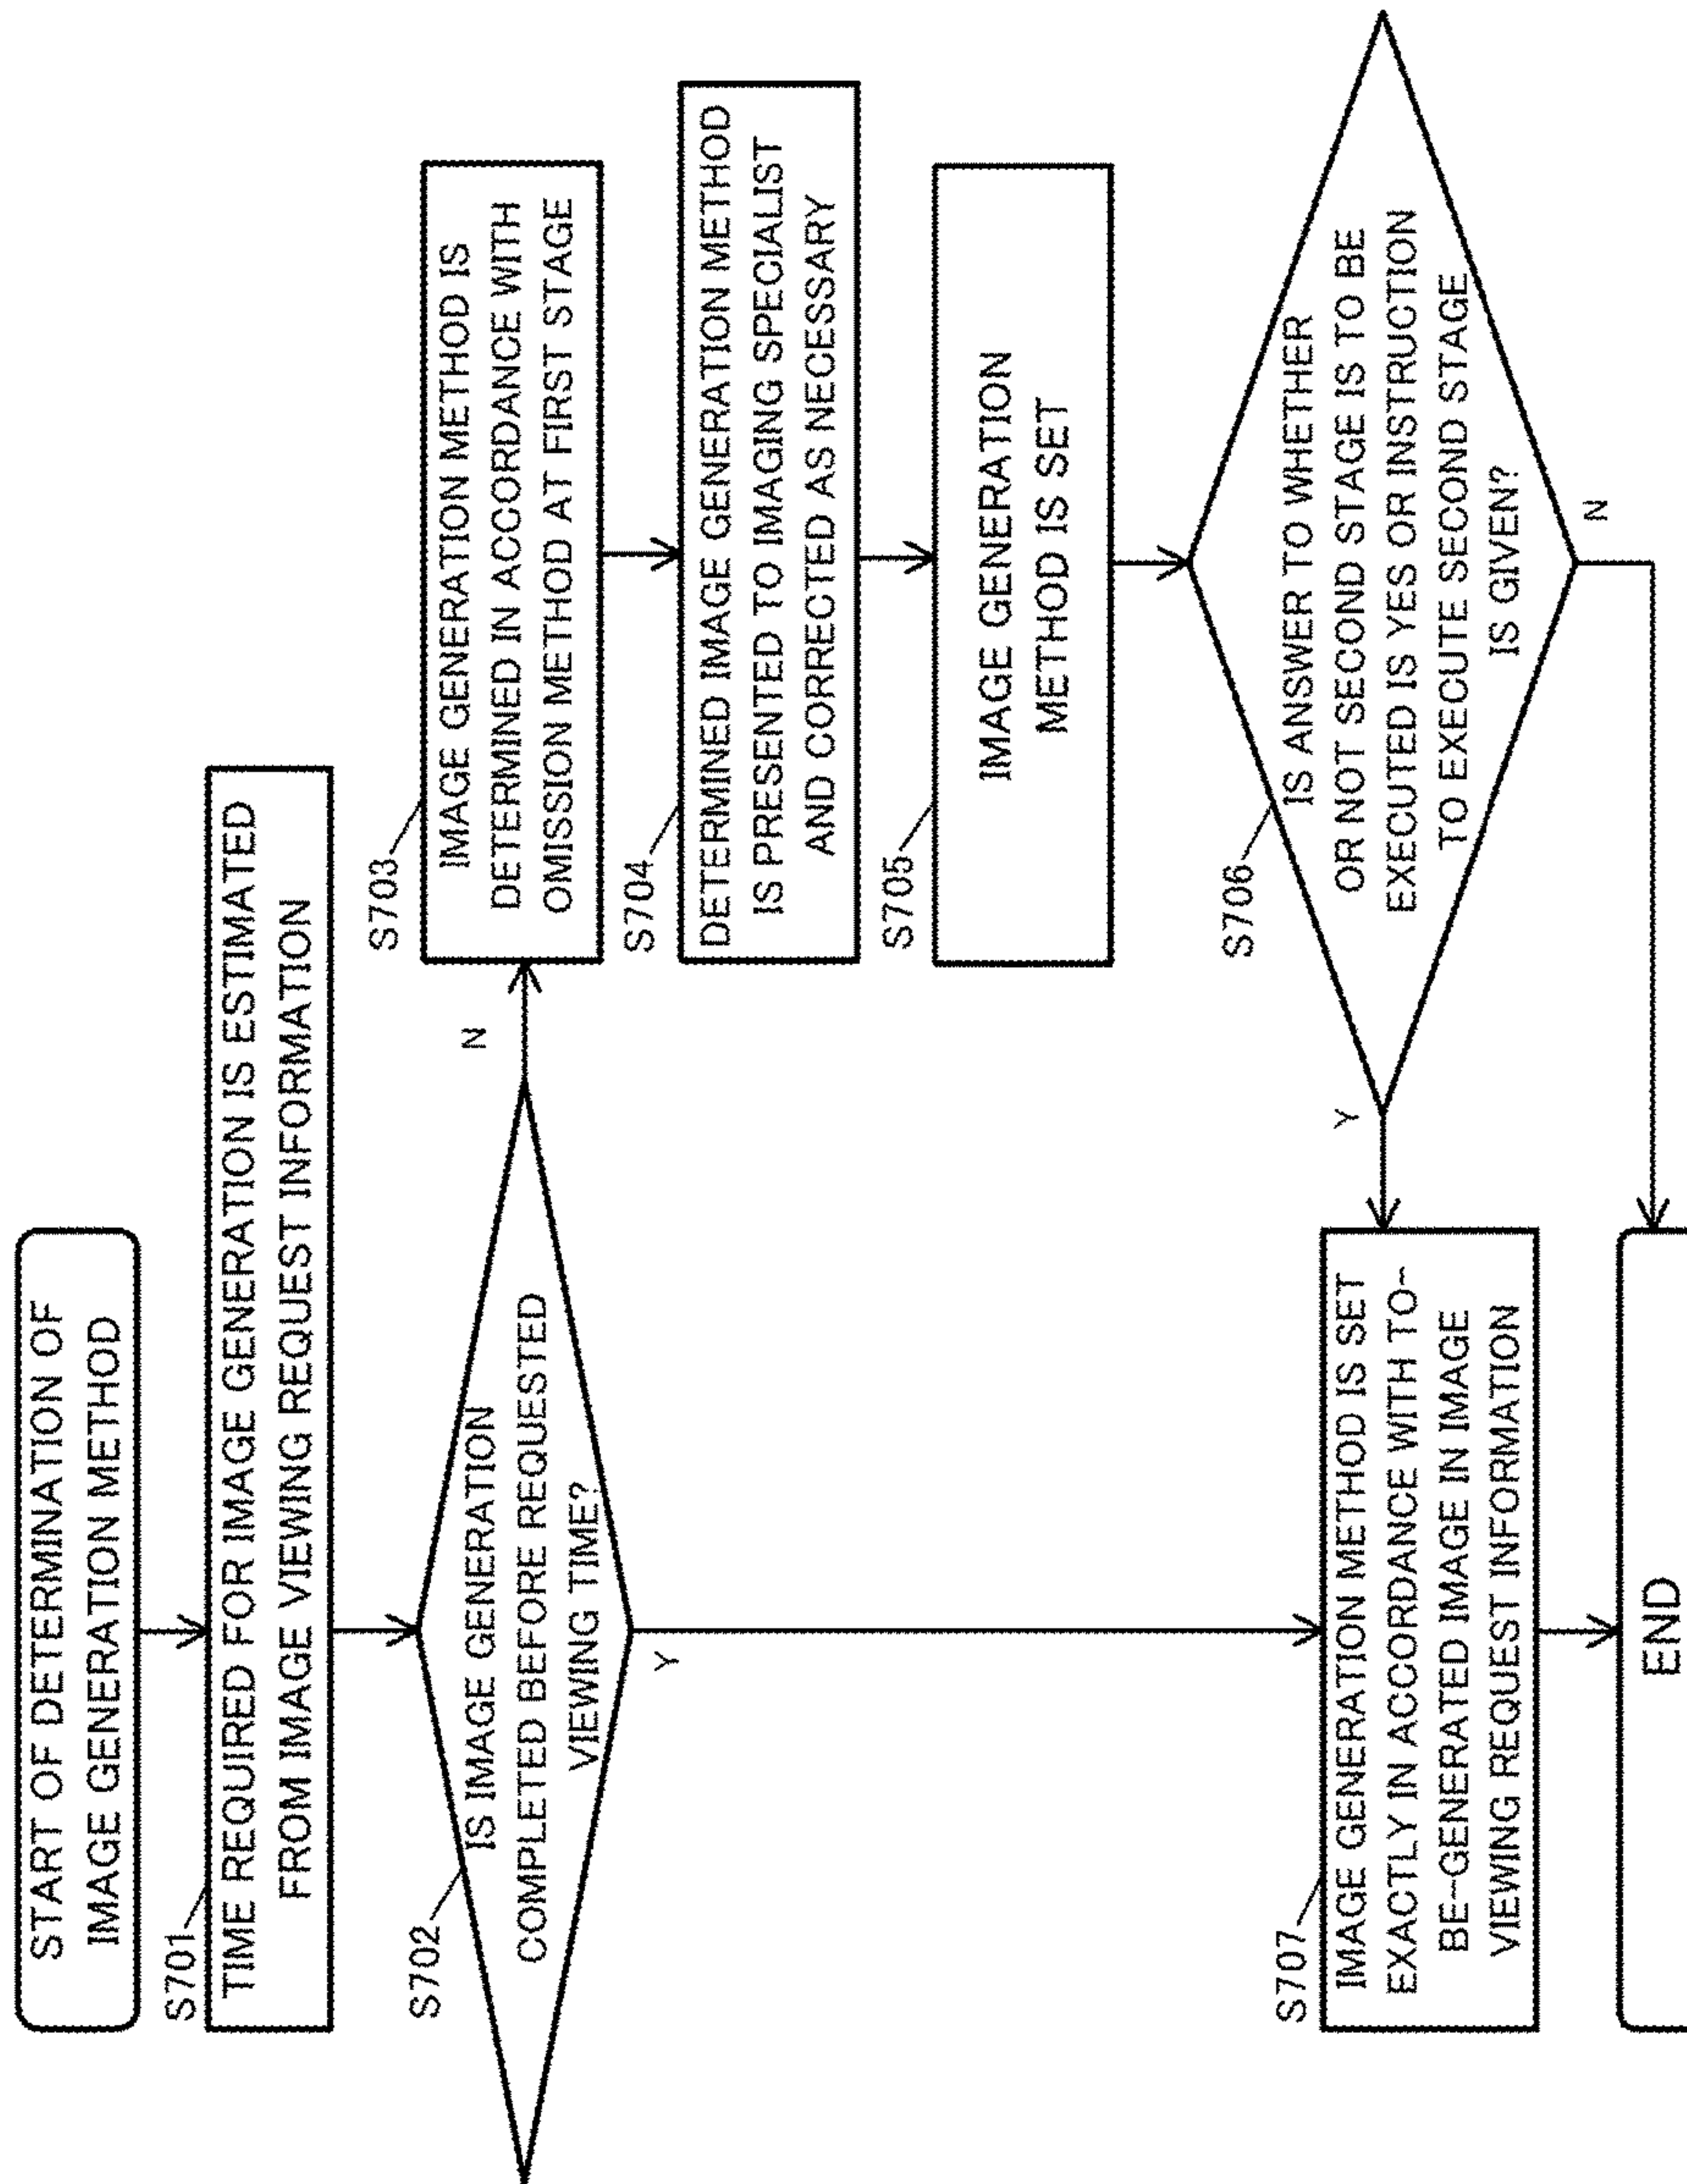 START OF DETERMINATION OF
IMAGE GENERATION METHOD
S701
TIME REQUIRED FOR IMAGE GENERATION IS ESTIMATED
FROM IMAGE VIEWING REQUEST INFORMATION
S702
IS IMAGE GENERATION
COMPLETED BEFORE REQUESTED
VIEWING TIME?
N
Y
S703
IMAGE GENERATION METHOD IS
DETERMINED IN ACCORDANCE WITH
OMISSION METHOD AT FIRST STAGE
S704
DETERMINED IMAGE GENERATION METHOD
IS PRESENTED TO IMAGING SPECIALIST
AND CORRECTED AS NECESSARY
S705
IMAGE GENERATION
METHOD IS SET
S706
IS ANSWER TO WHETHER
OR NOT SECOND STAGE IS TO BE
EXECUTED IS YES OR INSTRUCTION
TO EXECUTE SECOND STAGE
IS GIVEN?
Y
N
S707
IMAGE GENERATION METHOD IS SET
EXACTLY IN ACCORDANCE WITH TO-
BE-GENERATED IMAGE IN IMAGE
VIEWING REQUEST INFORMATION
END